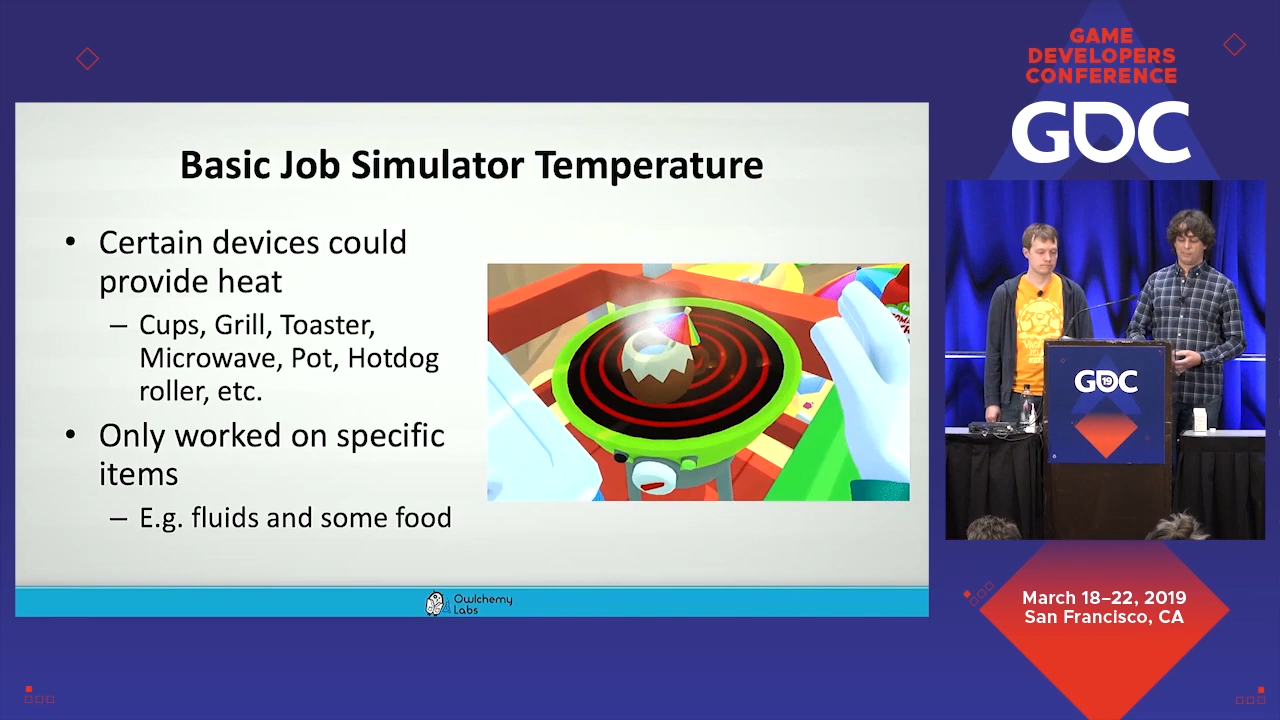 GAME
DEVELOPERS
CONFERENCE
GDC
Basic Job Simulator Temperature
• Certain devices could
provide heat
– Cups, Grill, Toaster,
Microwave, Pot, Hotdog
roller, etc.
• Only worked on specific
items
– E.g. fluids and some food
Owlchemy
Labs
GDC
19
March 18–22, 2019
San Francisco, CA